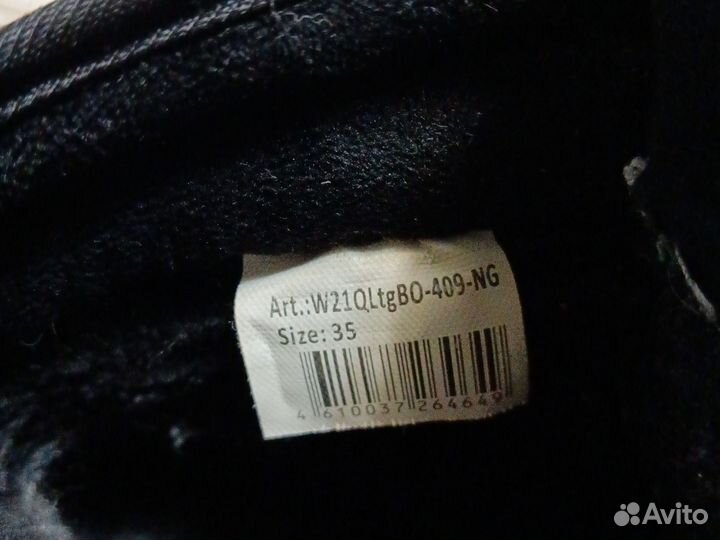 Art.:W21QLtgBO-409-NG
Size: 35
4 610037 264649
Avito